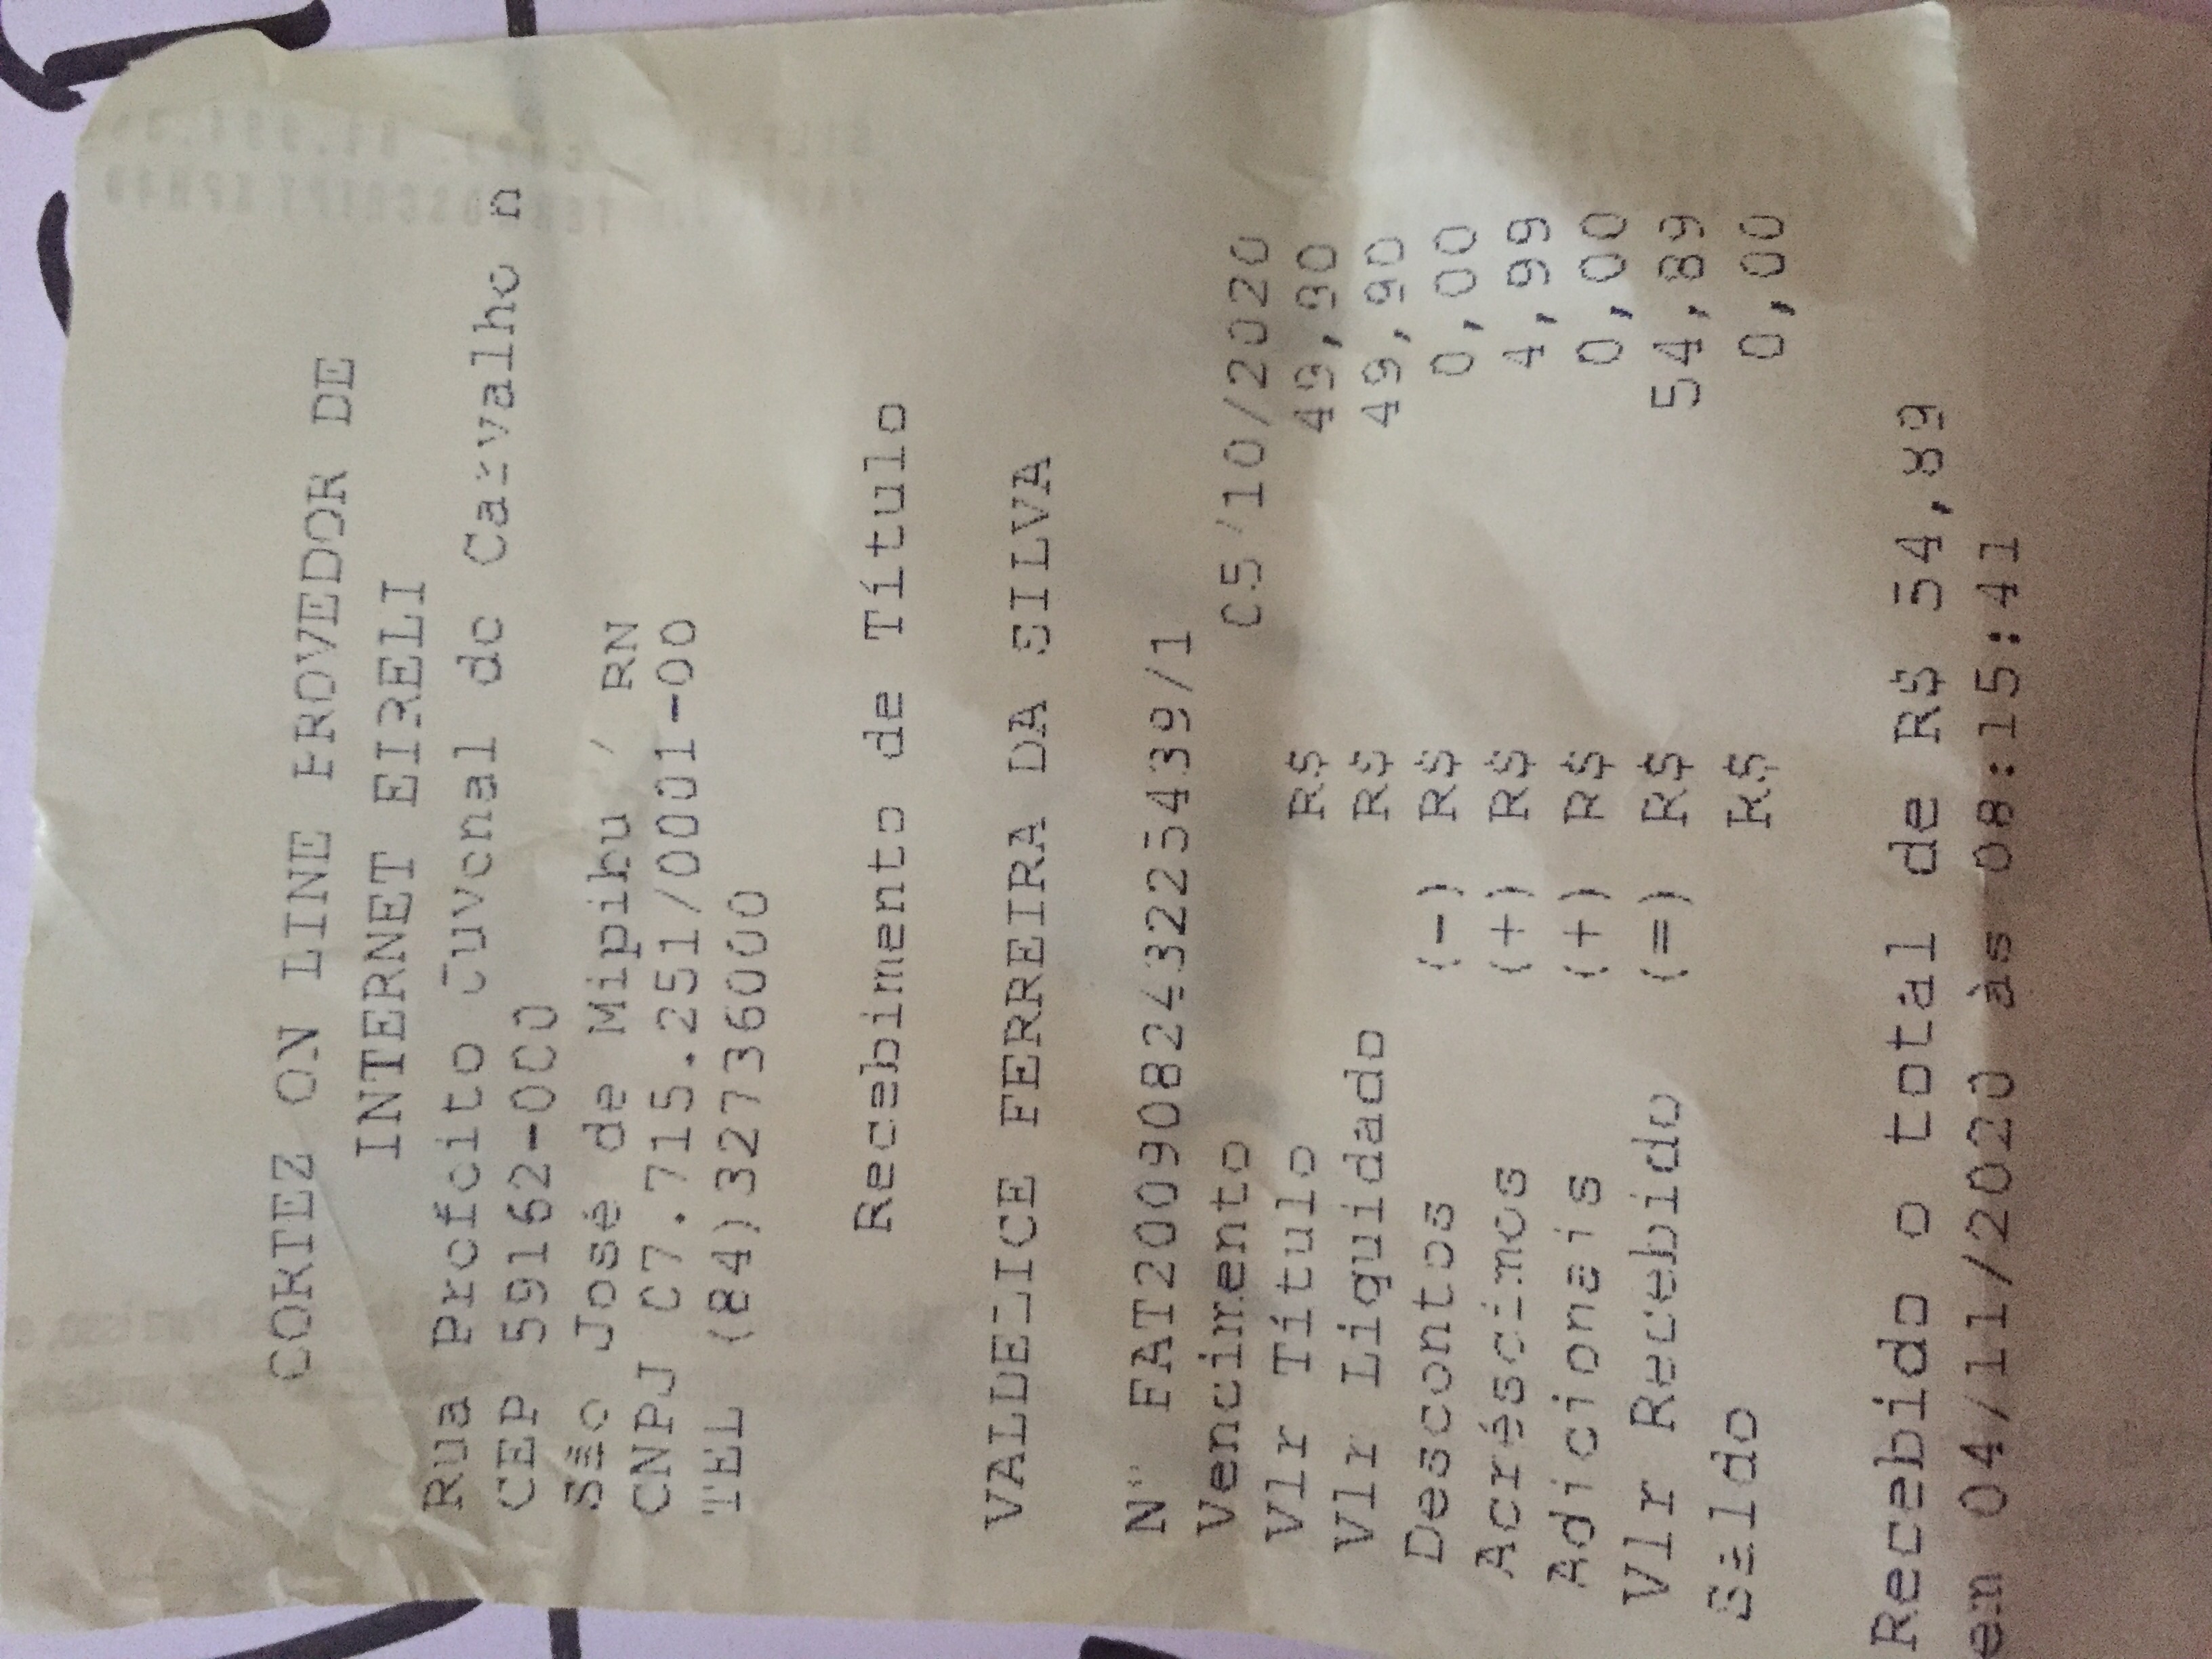 CORTEZ ON LINE PROVEDOR DE
INTERNET EIRELI
Rua Prefeito Juvenal de Carvalho n
CEP 59162-000
São José de Mipibu / RN
CNPJ 07.715.251/0001-00
TEL (84)32736000
Recebimento de Título
VALDELICE FERREIRA DA SILVA
N° FAT20090824322354​39/1
Vencimento 05/10/2020
Vlr Título R$ 49,90
Vlr Liquidado R$ 49,90
Descontos (-) R$ 0,00
Acréscimos (+) R$ 4,99
Adicionais (+) R$ 0,00
Vlr Recebido (=) R$ 54,89
Saldo R$ 0,00
Recebido o total de R$ 54,89
em 04/11/2020 às 08:15:41